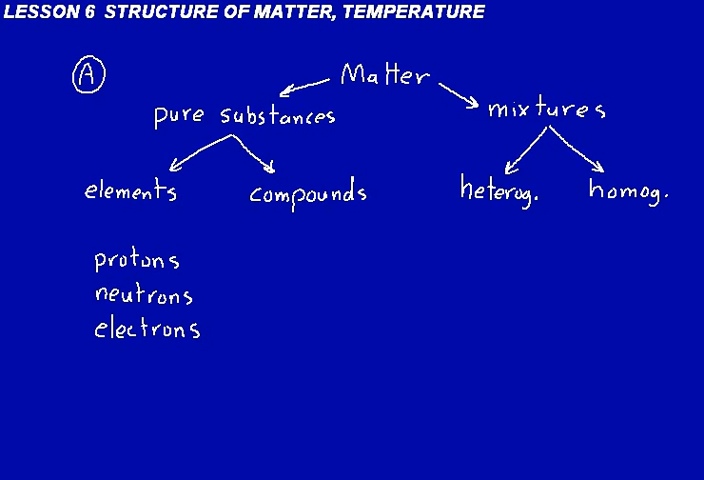 LESSON 6 STRUCTURE OF MATTER, TEMPERATURE
A Matter
pure substances mixtures
elements compounds heterog. homog.
protons
neutrons
electrons